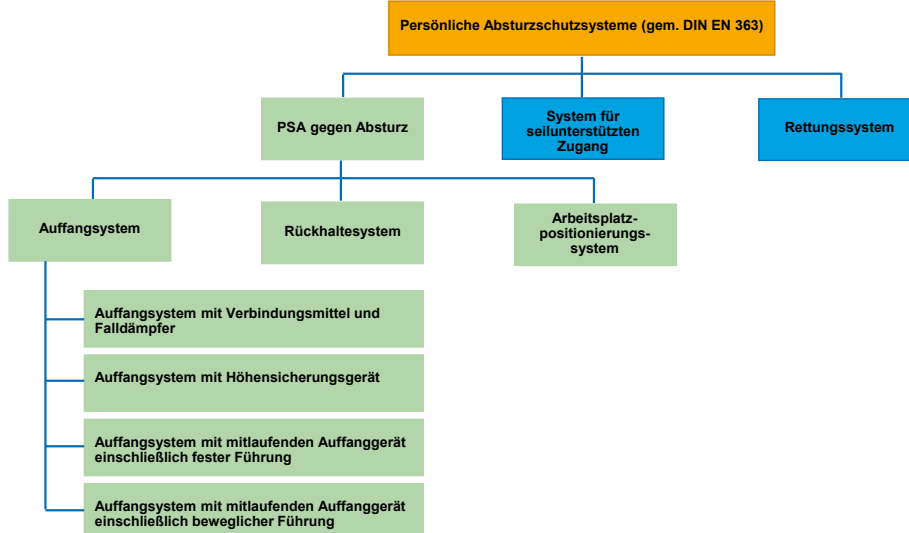 Persönliche Absturzschutzsysteme (gem. DIN EN 363)
PSA gegen Absturz
System für
seilunterstützten
Zugang
Rettungssystem
Auffangsystem
Rückhaltesystem
Arbeitsplatz-
positionierungs-
system
Auffangsystem mit Verbindungsmittel und
Falldämpfer
Auffangsystem mit Höhensicherungsgerät
Auffangsystem mit mitlaufenden Auffanggerät
einschließlich fester Führung
Auffangsystem mit mitlaufenden Auffanggerät
einschließlich beweglicher Führung